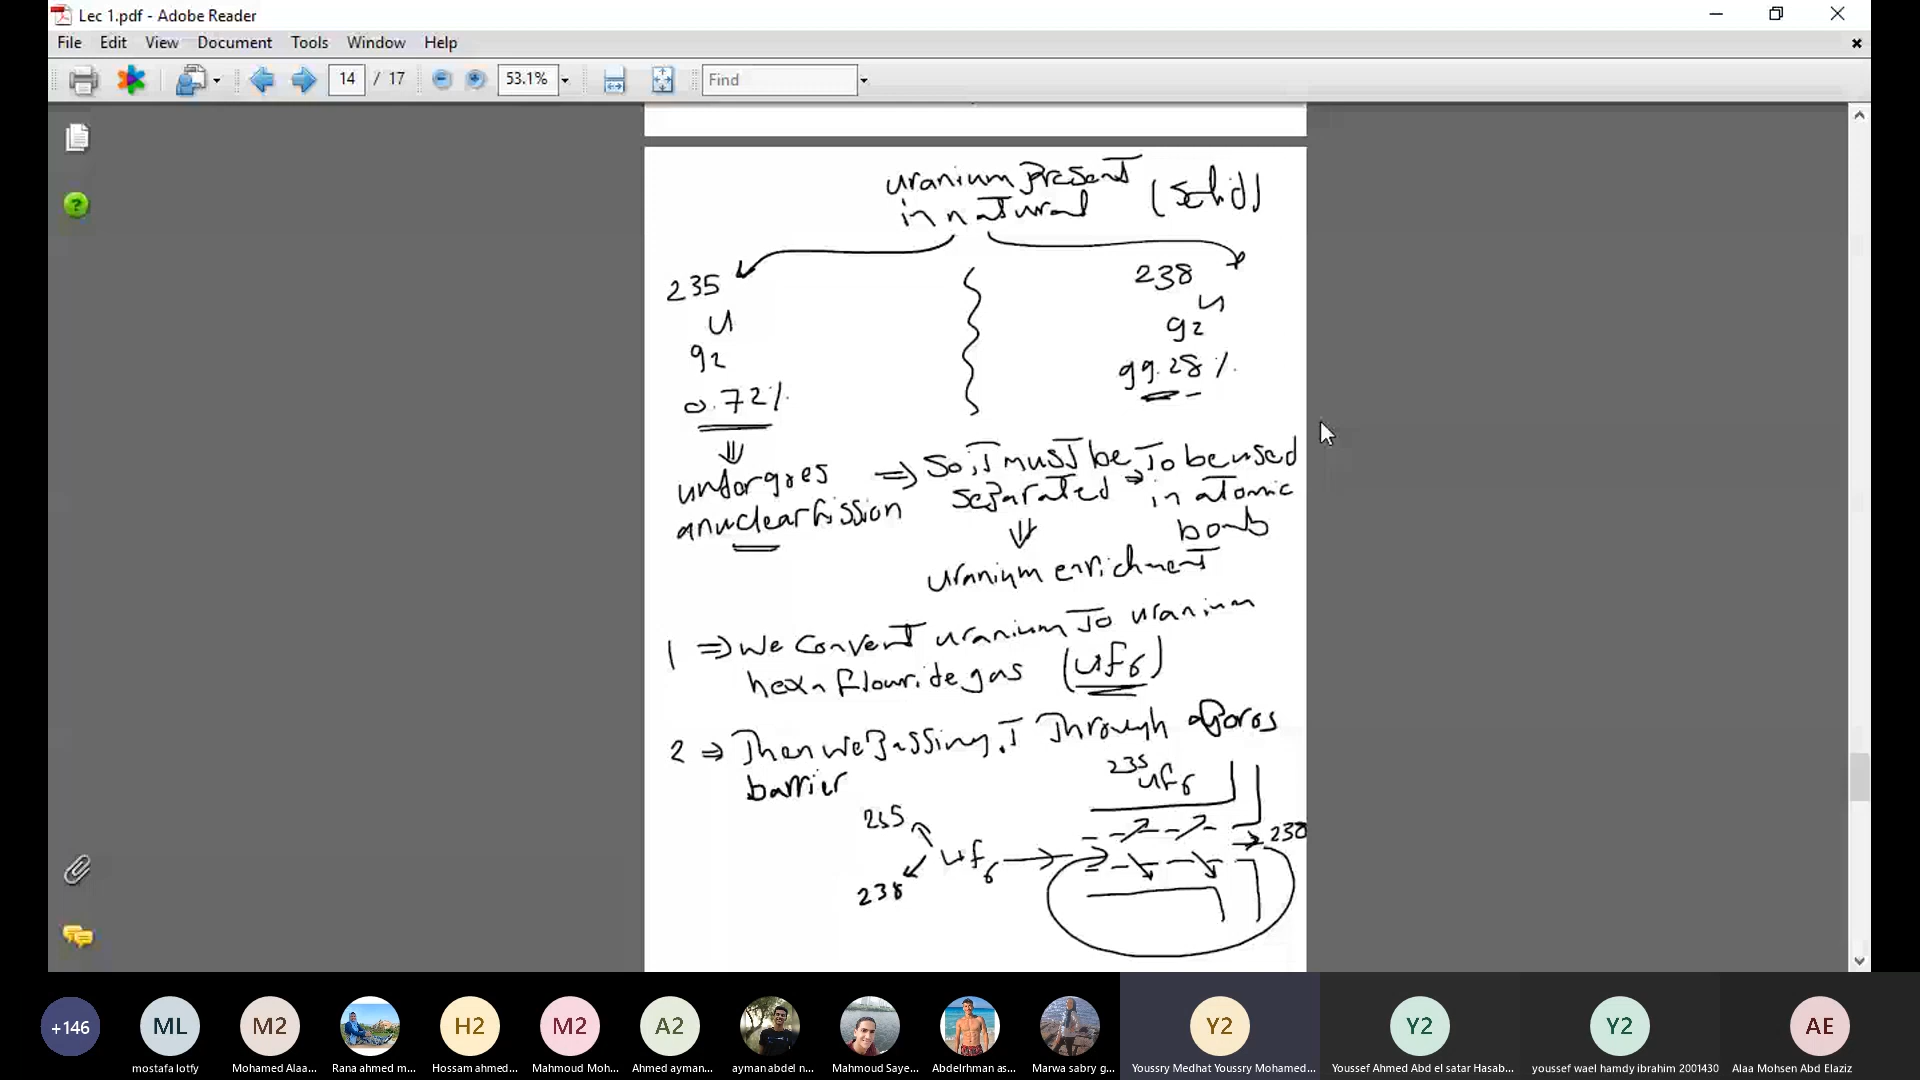 Lec 1.pdf - Adobe Reader
File Edit View Document Tools Window Help
14 / 17 53.1% Find
uranium Present (solid)
in natural
235 238
U U
92 92
0.72% 99.28%
undorgoes ⇒ So it must be → To be used
a nuclear fission separated in atomic
bomb
uranium enrichment
1 ⇒ we convert uranium To uranium
hexa flouride gas (UF6)
2 ⇒ Then we Passing it Through a Poros
barrier
235 UF6
235 238
UF6
238
+146 ML M2 H2 M2 A2 Y2 Y2 Y2 AE
mostafa lotfy Mohamed Alaa... Rana ahmed m... Hossam ahmed... Mahmoud Moh... Ahmed ayman... ayman abdel n... Mahmoud Saye... Abdelrhman as... Marwa sabry g... Youssry Medhat Youssry Mohamed... Youssef Ahmed Abd el satar Hasab... youssef wael hamdy ibrahim 2001430 Alaa Mohsen Abd Elaziz